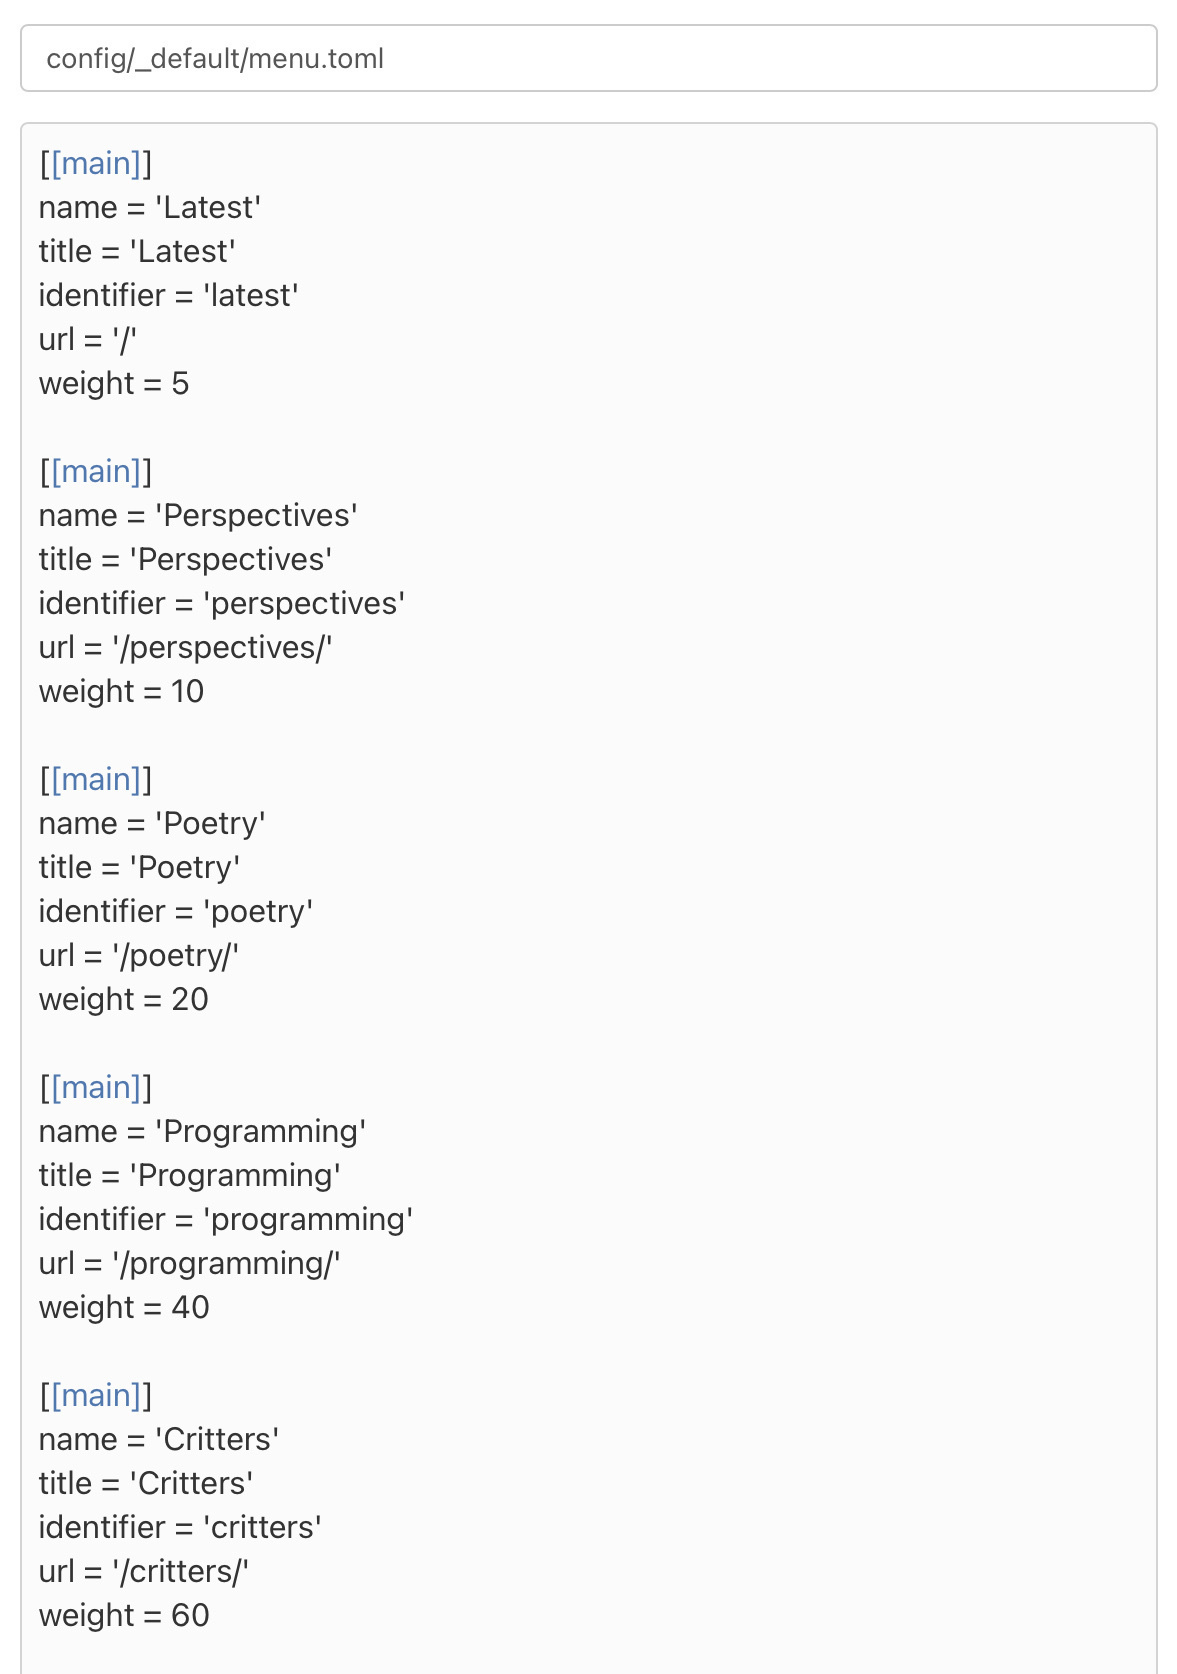 config/_default/menu.toml
[[main]]
name = 'Latest'
title = 'Latest'
identifier = 'latest'
url = '/'
weight = 5
[[main]]
name = 'Perspectives'
title = 'Perspectives'
identifier = 'perspectives'
url = '/perspectives/'
weight = 10
[[main]]
name = 'Poetry'
title = 'Poetry'
identifier = 'poetry'
url = '/poetry/'
weight = 20
[[main]]
name = 'Programming'
title = 'Programming'
identifier = 'programming'
url = '/programming/'
weight = 40
[[main]]
name = 'Critters'
title = 'Critters'
identifier = 'critters'
url = '/critters/'
weight = 60